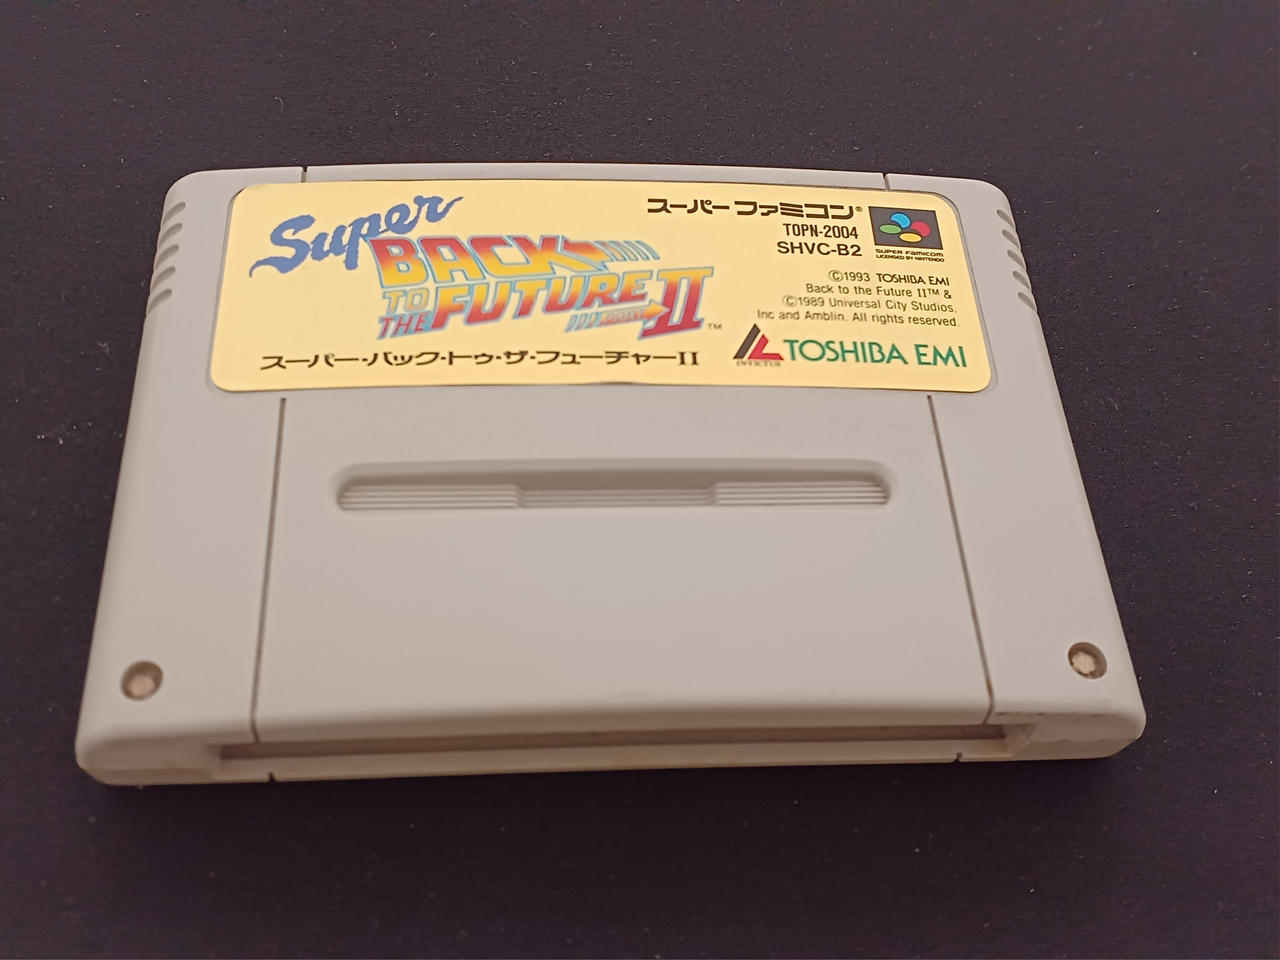 Super
BACK
TO THE FUTURE
PART II™
スーパー・バック・トゥ・ザ・フューチャーII
スーパーファミコン®
TOPN-2004
SHVC-B2
SUPER FAMICOM
LICENSED BY NINTENDO
©1993 TOSHIBA EMI
Back to the Future II™ &
©1989 Universal City Studios,
Inc and Amblin. All rights reserved.
INVICTUS
TOSHIBA EMI